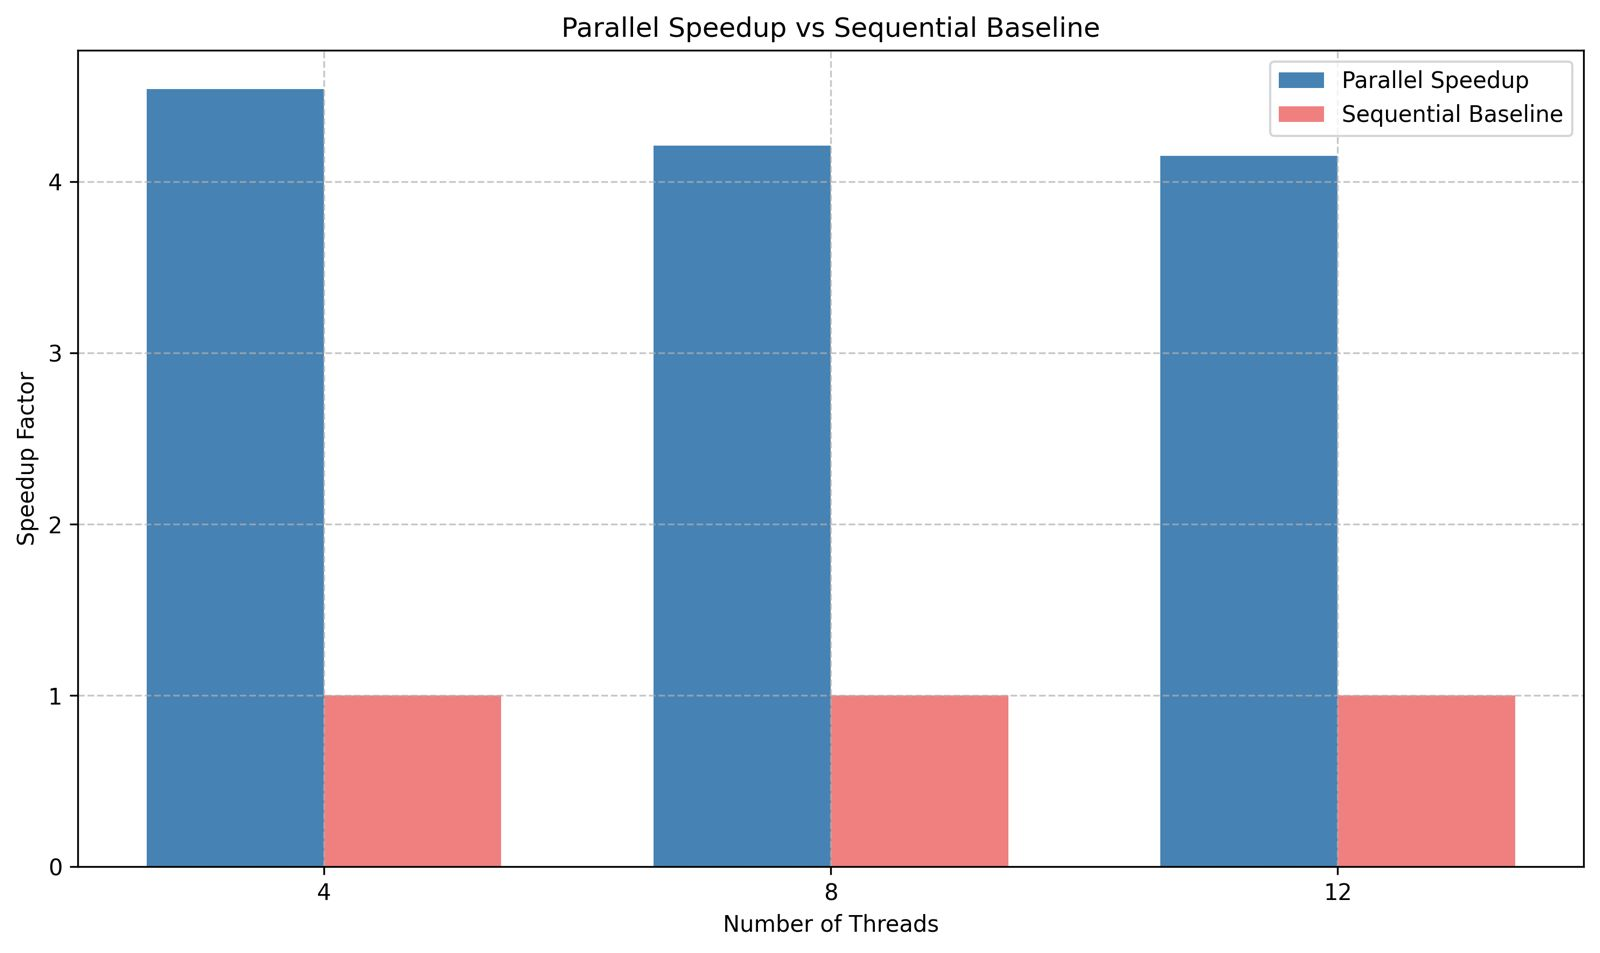 Parallel Speedup vs Sequential Baseline
Parallel Speedup
Sequential Baseline
Speedup Factor
4
3
2
1
0
4 8 12
Number of Threads